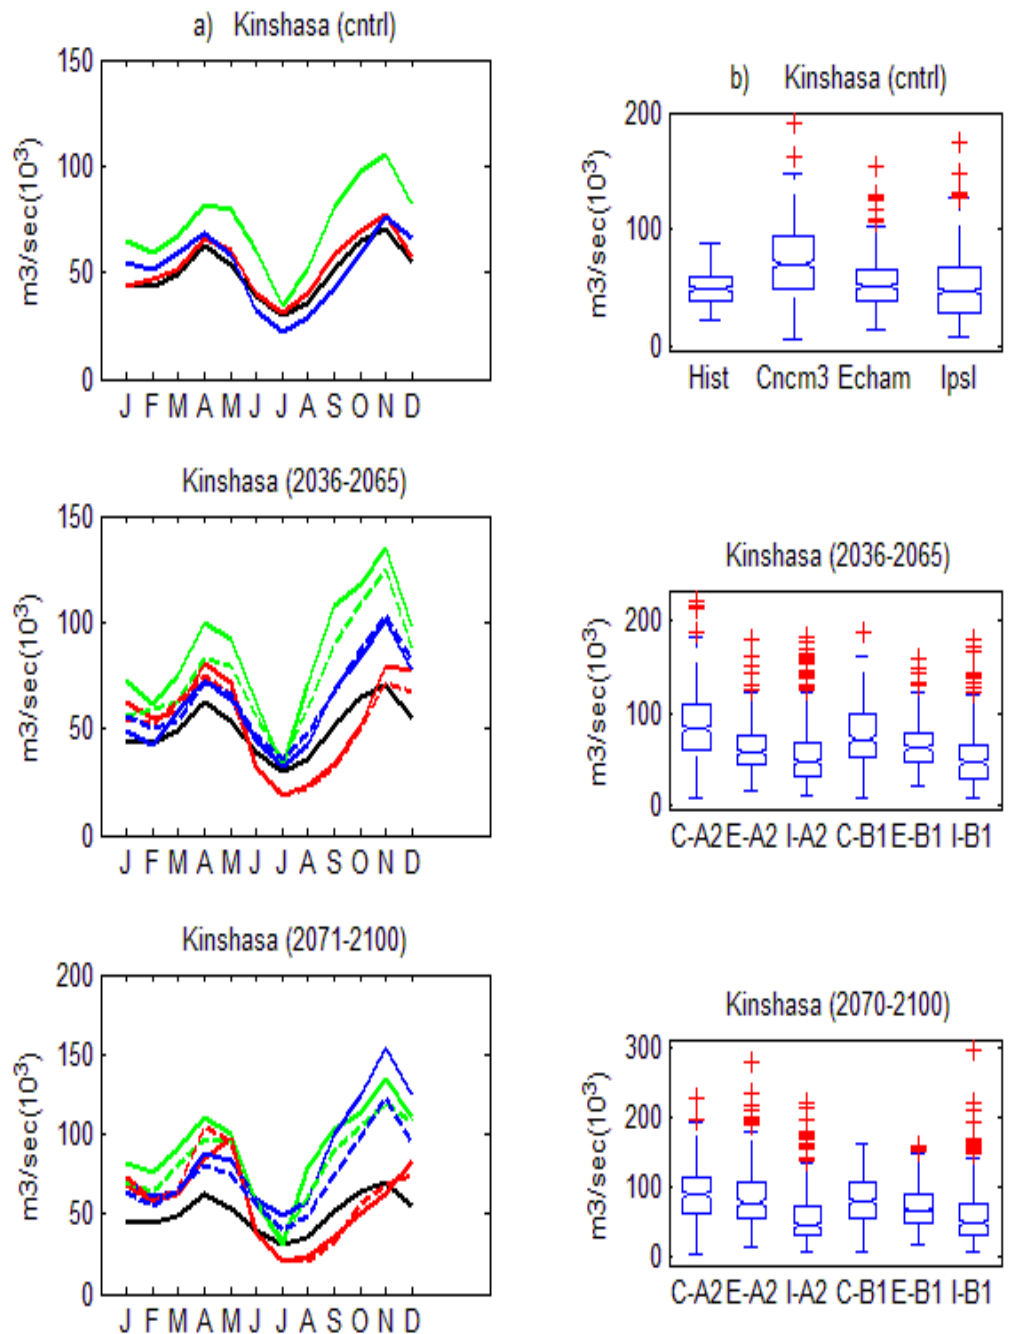 a) Kinshasa (cntrl)
150
100
50
0
m3/sec(10³)
J F M A M J J A S O N D
b) Kinshasa (cntrl)
200
100
0
m3/sec(10³)
Hist Cncm3 Echam Ipsl
Kinshasa (2036-2065)
150
100
50
0
m3/sec(10³)
J F M A M J J A S O N D
Kinshasa (2036-2065)
200
100
0
m3/sec(10³)
C-A2 E-A2 I-A2 C-B1 E-B1 I-B1
Kinshasa (2071-2100)
200
150
100
50
0
m3/sec(10³)
J F M A M J J A S O N D
Kinshasa (2070-2100)
300
200
100
0
m3/sec(10³)
C-A2 E-A2 I-A2 C-B1 E-B1 I-B1